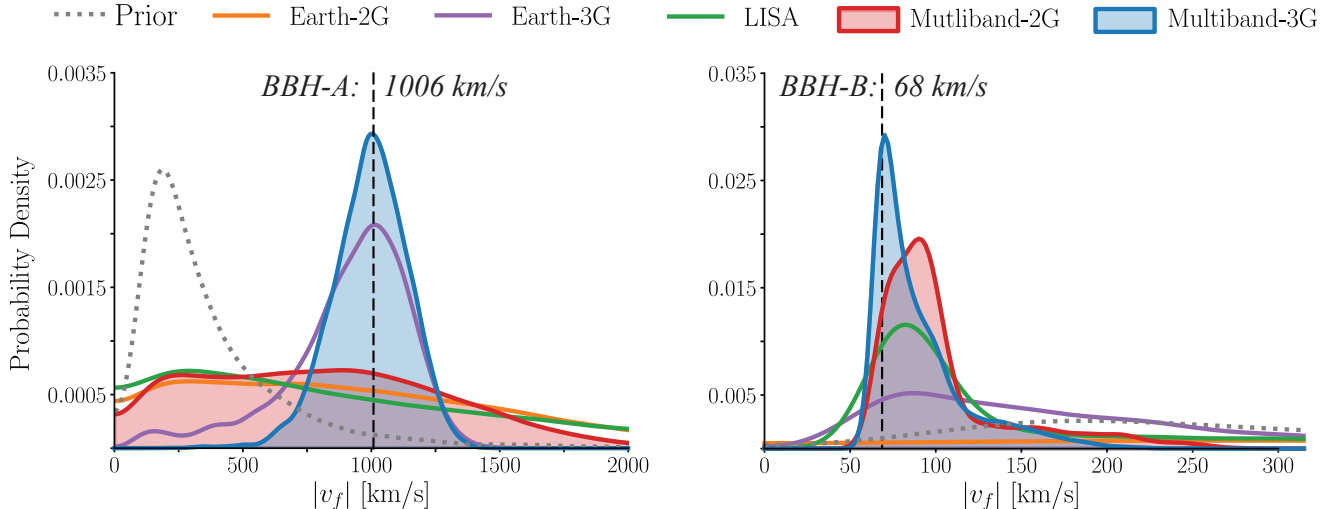 Prior Earth-2G Earth-3G LISA Mutliband-2G Multiband-3G
BBH-A: 1006 km/s
BBH-B: 68 km/s
Probability Density
0.0035
0.0025
0.0015
0.0005
0 500 1000 1500 2000
|v_f| [km/s]
0.035
0.025
0.015
0.005
0 50 100 150 200 250 300
|v_f| [km/s]